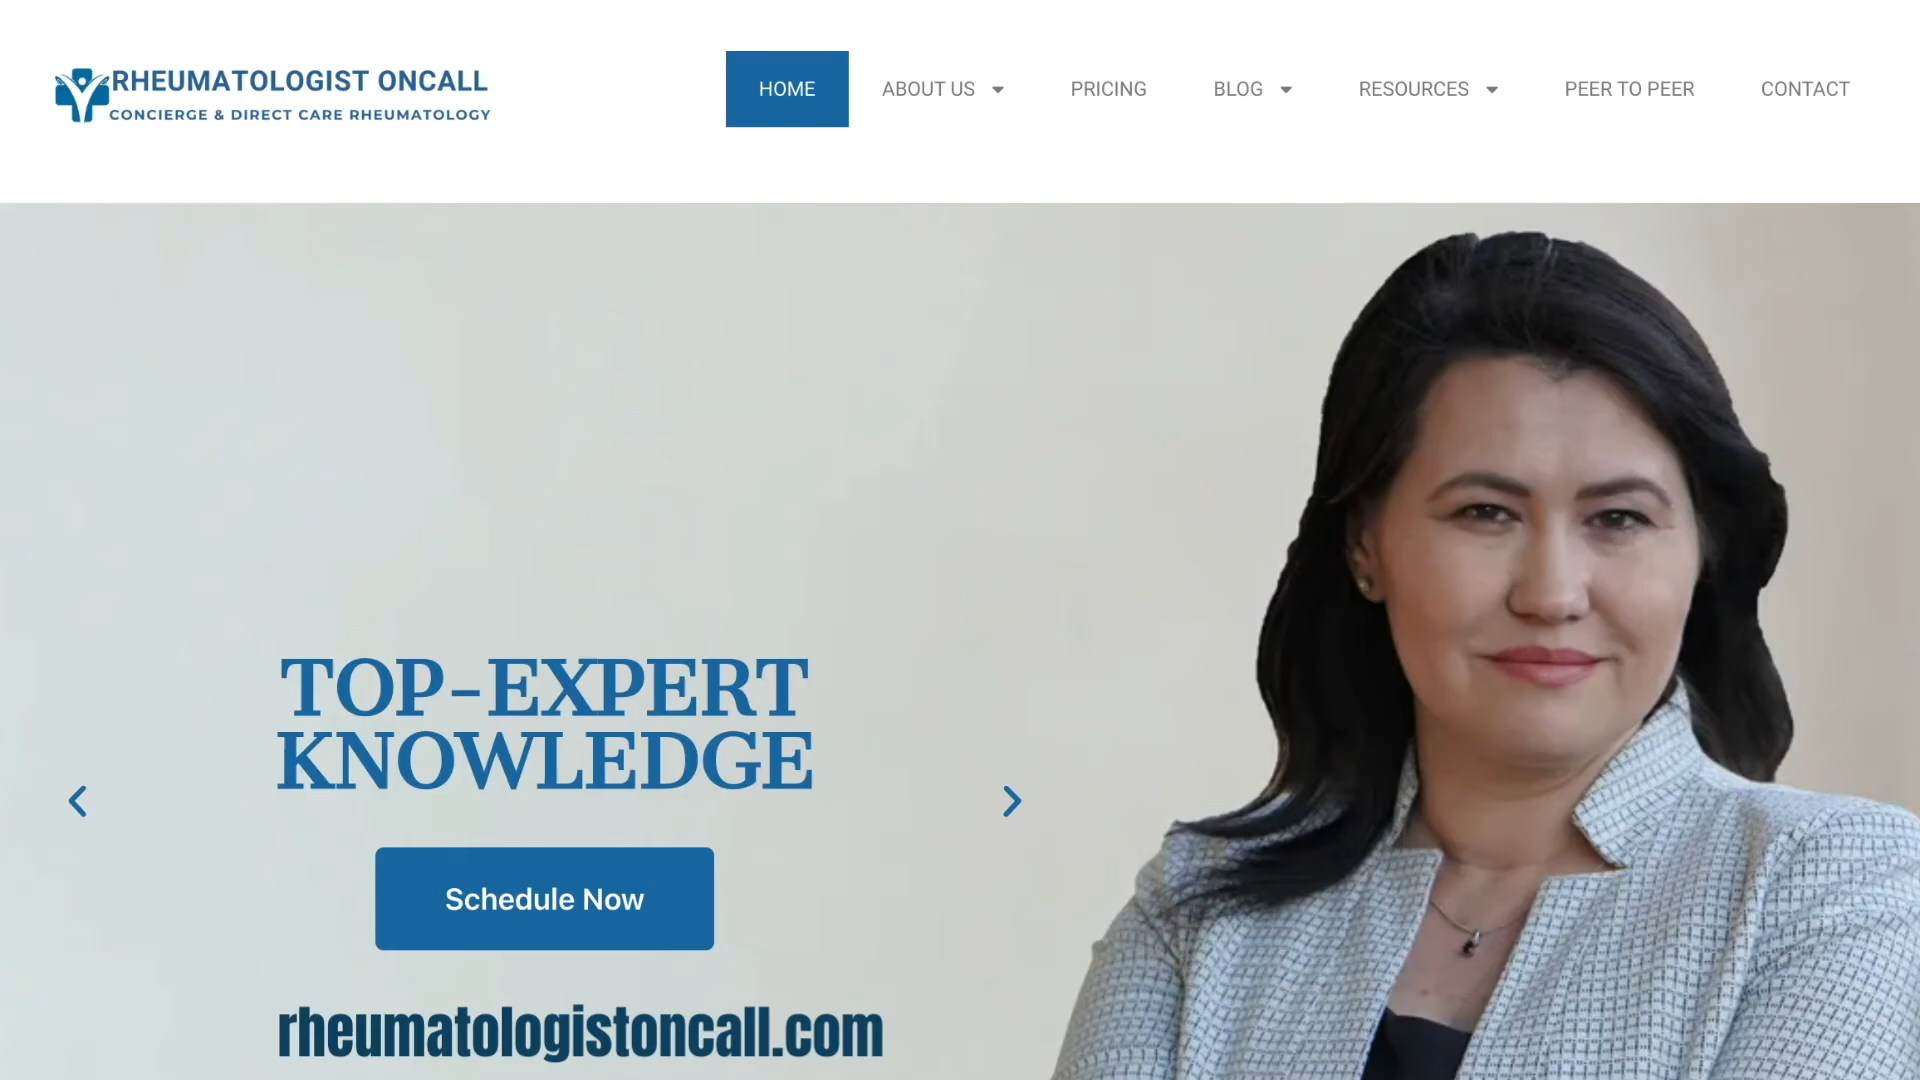 RHEUMATOLOGIST ONCALL
CONCIERGE & DIRECT CARE RHEUMATOLOGY
HOME
ABOUT US
PRICING
BLOG
RESOURCES
PEER TO PEER
CONTACT
TOP-EXPERT
KNOWLEDGE
Schedule Now
rheumatologistoncall.com